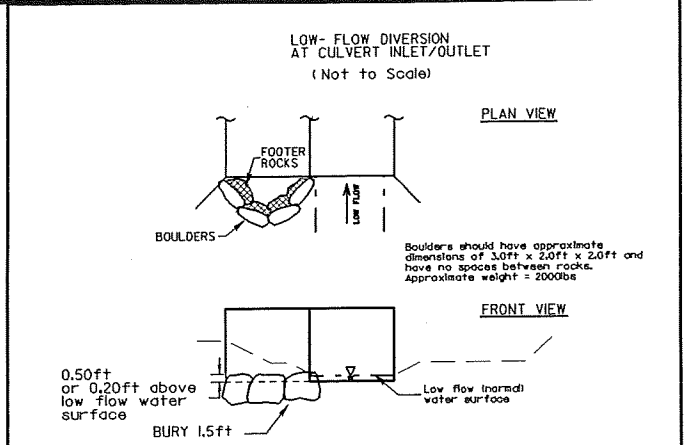 LOW- FLOW DIVERSION
AT CULVERT INLET/OUTLET
(Not to Scale)
PLAN VIEW
FOOTER
ROCKS
LOW FLOW
BOULDERS
Boulders should have approximate
dimensions of 3.0ft x 2.0ft x 2.0ft and
have no spaces between rocks.
Approximate weight = 2000lbs
FRONT VIEW
0.50ft
or 0.20ft above
low flow water
surface
Low flow (normal)
water surface
BURY 1.5ft